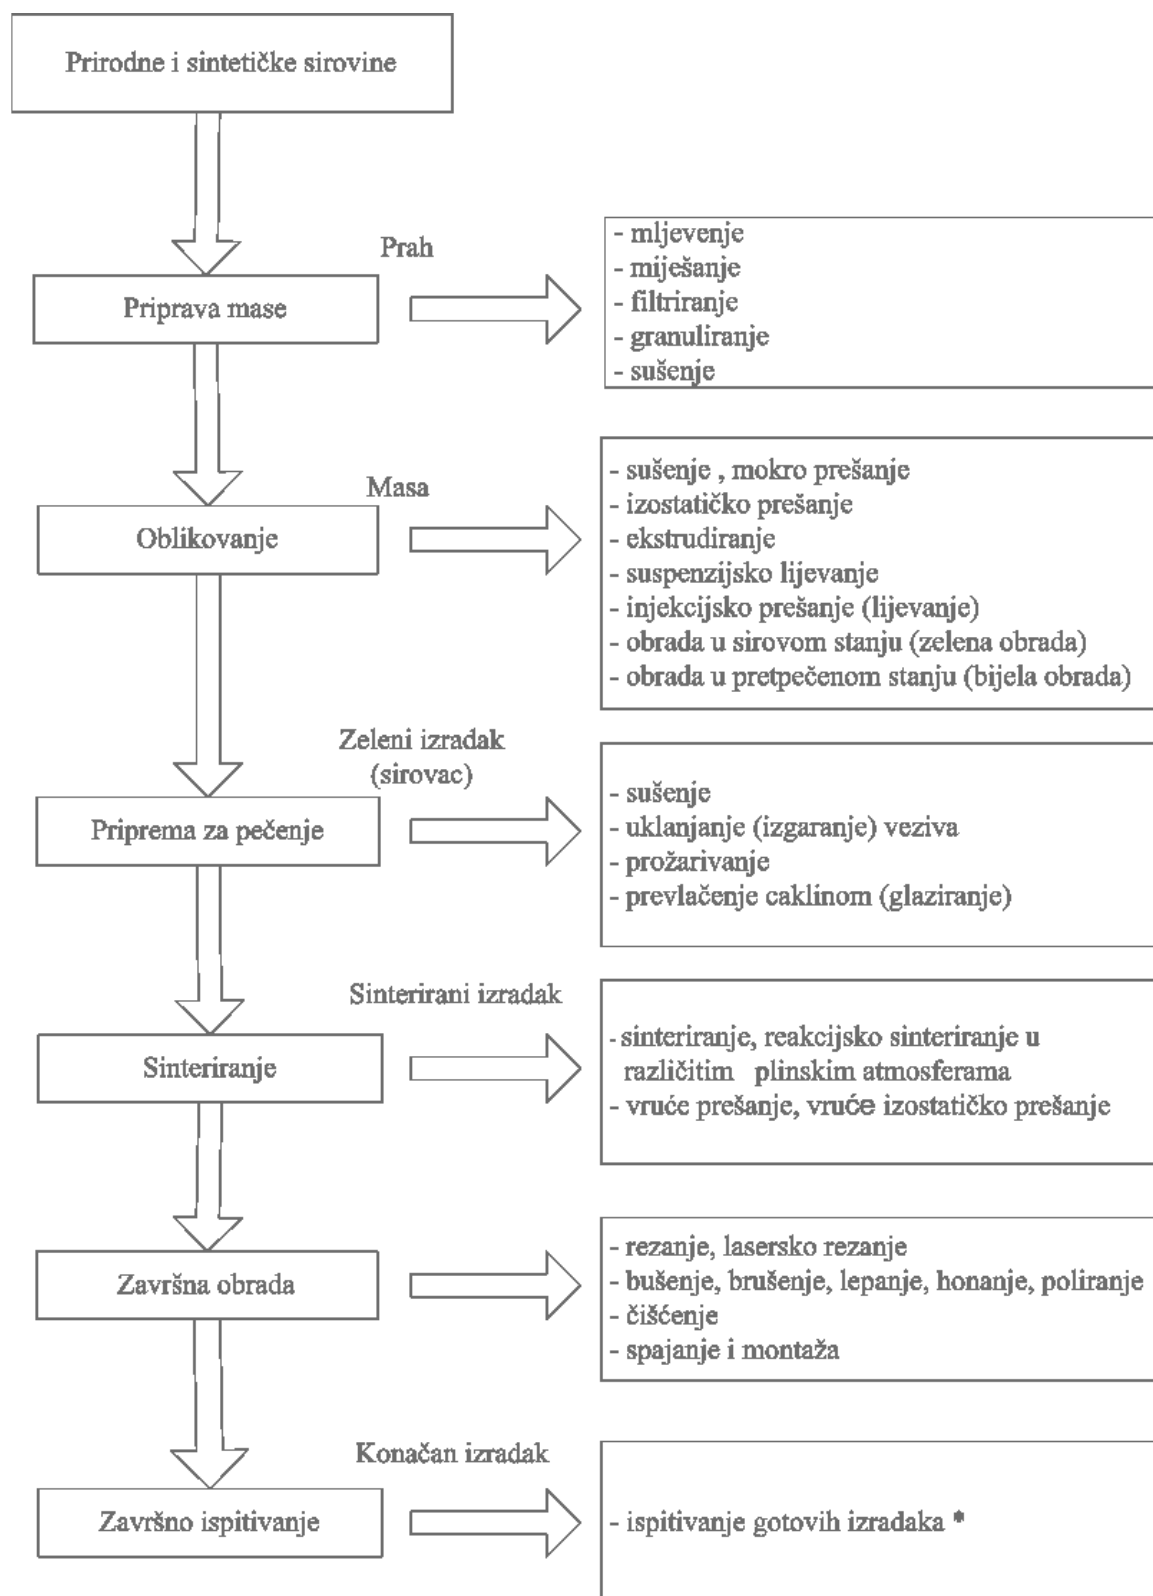 Prirodne i sintetičke sirovine
Prah
Priprava mase
- mljevenje
- miješanje
- filtriranje
- granuliranje
- sušenje
Masa
Oblikovanje
- sušenje , mokro prešanje
- izostatičko prešanje
- ekstrudiranje
- suspenzijsko lijevanje
- injekcijsko prešanje (lijevanje)
- obrada u sirovom stanju (zelena obrada)
- obrada u pretpečenom stanju (bijela obrada)
Zeleni izradak
(sirovac)
Priprema za pečenje
- sušenje
- uklanjanje (izgaranje) veziva
- prožarivanje
- prevlačenje caklinom (glaziranje)
Sinterirani izradak
Sinteriranje
- sinteriranje, reakcijsko sinteriranje u
različitim plinskim atmosferama
- vruće prešanje, vruće izostatičko prešanje
Završna obrada
- rezanje, lasersko rezanje
- bušenje, brušenje, lepanje, honanje, poliranje
- čišćenje
- spajanje i montaža
Konačan izradak
Završno ispitivanje
- ispitivanje gotovih izradaka *